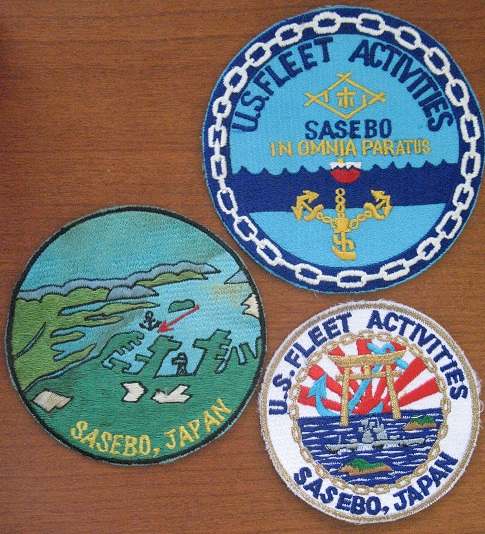 U.S. FLEET ACTIVITIES
SASEBO
IN OMNIA PARATUS
SASEBO, JAPAN
U.S. FLEET ACTIVITIES
SASEBO, JAPAN